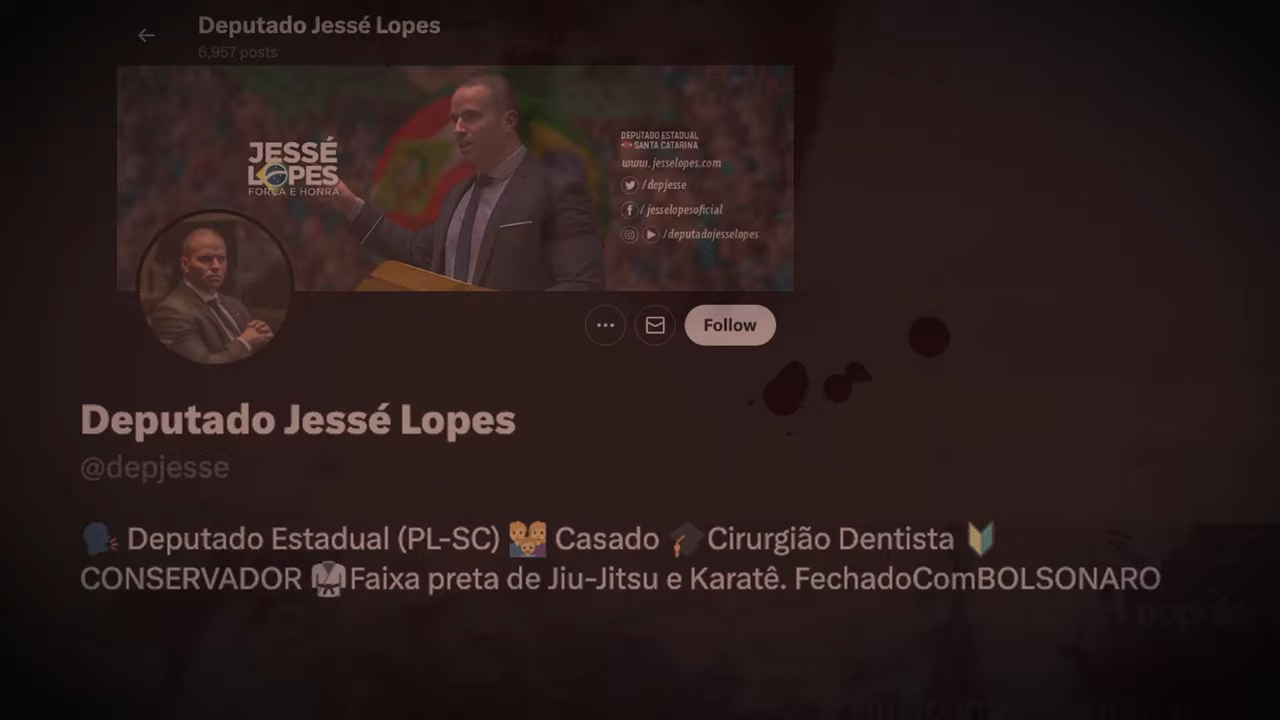 Deputado Jessé Lopes
6,957 posts
JESSÉ
LOPES
FORÇA E HONRA
DEPUTADO ESTADUAL
SANTA CATARINA
www.jesselopes.com
/depjesse
/jesselopesoficial
/deputadojesselopes
Follow
Deputado Jessé Lopes
@depjesse
🗣️ Deputado Estadual (PL-SC) 👨‍👩‍👧‍👦 Casado 🎓Cirurgião Dentista 🔰
CONSERVADOR 🥋Faixa preta de Jiu-Jitsu e Karatê. FechadoComBOLSONARO